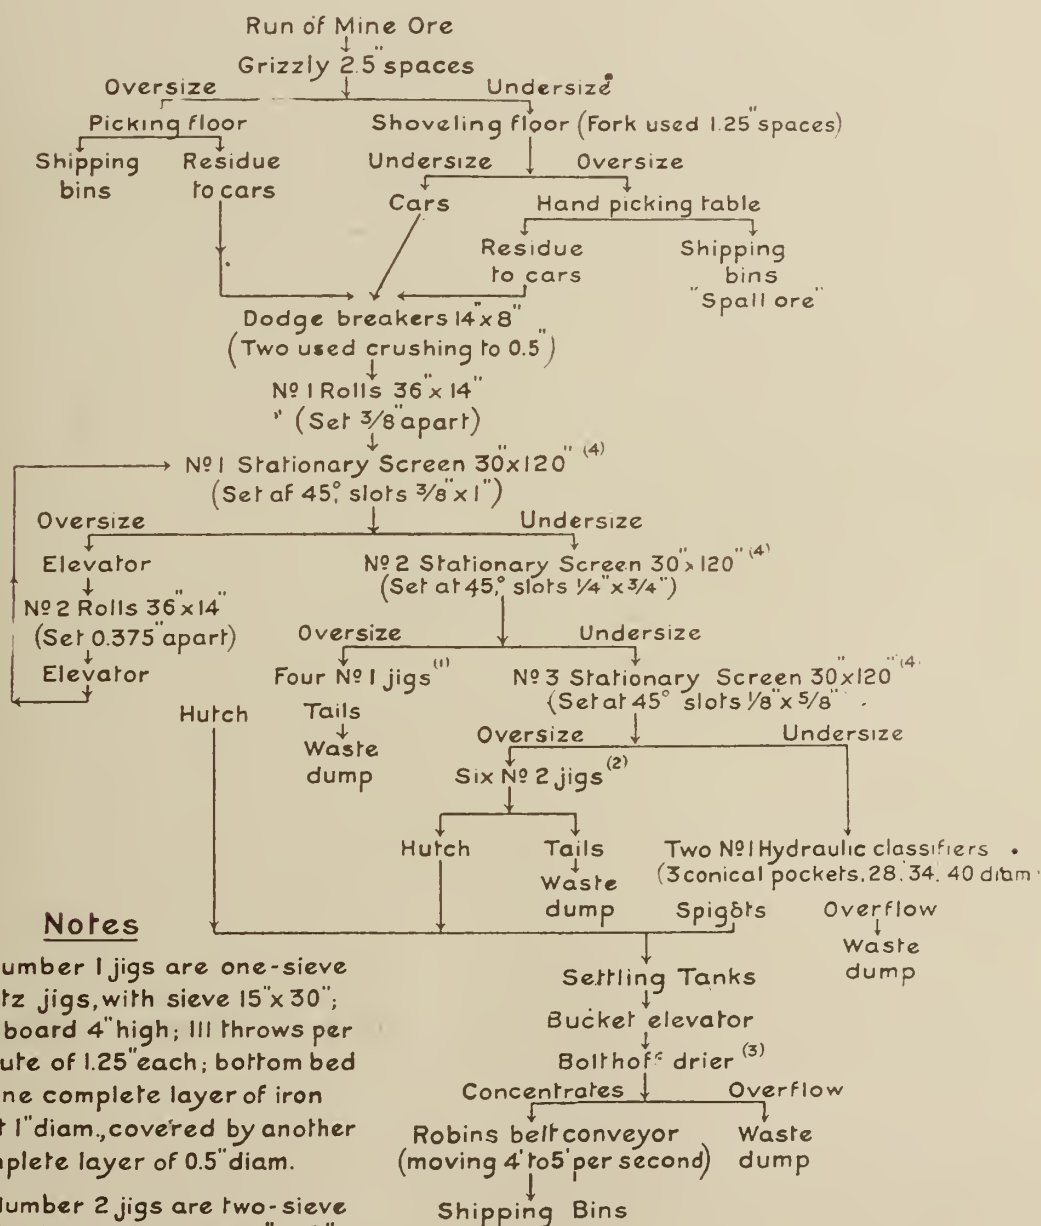 Run of Mine Ore
Grizzly 2.5" spaces
Oversize Undersize
Picking floor Shoveling floor (Fork used 1.25" spaces)
Shipping bins Residue to cars Undersize Oversize
Cars Hand picking table
Residue to cars Shipping bins "Spall ore"
Dodge breakers 14"x8"
(Two used crushing to 0.5")
Nº 1 Rolls 36"x 14"
(Set 3/8" apart)
Nº 1 Stationary Screen 30"x120" (4)
(Set at 45°, slots 3/8"x1")
Oversize Undersize
Elevator
Nº 2 Rolls 36"x14"
(Set 0.375" apart)
Elevator
Nº 2 Stationary Screen 30"x120" (4)
(Set at 45°, slots 1/4"x 3/4")
Oversize Undersize
Four Nº 1 jigs (1)
Hutch Tails
Waste
dump
Nº 3 Stationary Screen 30"x120" (4
(Set at 45° slots 1/8"x 5/8"
Oversize Undersize
Six Nº 2 jigs (2)
Hutch Tails
Waste
dump
Two Nº 1 Hydraulic classifiers
(3 conical pockets, 28", 34", 40" diam
Spigots Overflow
Waste
dump
Settling Tanks
Bucket elevator
Bolthoff drier (3)
Concentrates Overflow
Robins belt conveyor
(moving 4' to 5' per second)
Waste
dump
Shipping Bins
Notes
umber 1 jigs are one-sieve
tz jigs, with sieve 15"x 30";
board 4" high; 111 throws per
ute of 1.25" each; bottom bed
ne complete layer of iron
t 1" diam., covered by another
plete layer of 0.5" diam.
umber 2 jigs are two-sieve